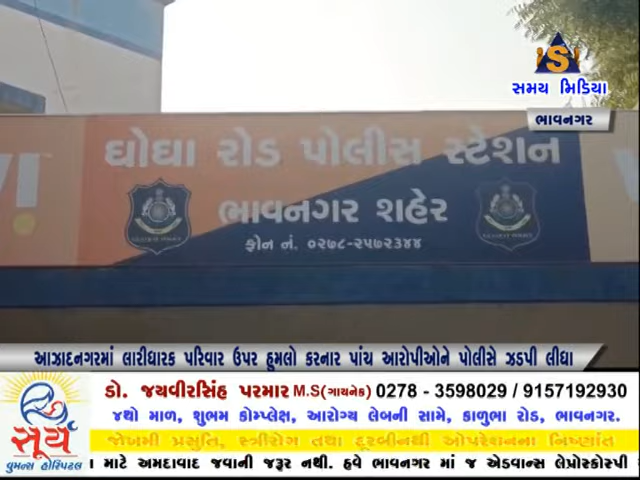 S
સમય મિડિયા
ભાવનગર
ઘોઘા રોડ પોલીસ સ્ટેશન
ભાવનગર શહેર
ફોન નં. ૦૨૭૮-૨૫૭૨૩૪૪
આઝાદનગરમાં લારીધારક પરિવાર ઉપર હુમલો કરનાર પાંચ આરોપીઓને પોલીસે ઝડપી લીધા
ડો. જયવીરસિંહ પરમાર M.S(ગાયનેક) 0278 - 3598029 / 9157192930
૪થો માળ, શુભમ કોમ્પ્લેક્ષ, આરોગ્ય લેબની સામે, કાળુભા રોડ, ભાવનગર.
જોખમી પ્રસુતિ, સ્ત્રીરોગ તથા દૂરબીનથી ઓપરેશનના નિષ્ણાંત
સૂર્ય
વુમન્સ હોસ્પિટલ
માટે અમદાવાદ જવાની જરૂર નથી. હવે ભાવનગર માં જ એડવાન્સ લેપ્રોસ્કોસ્પી